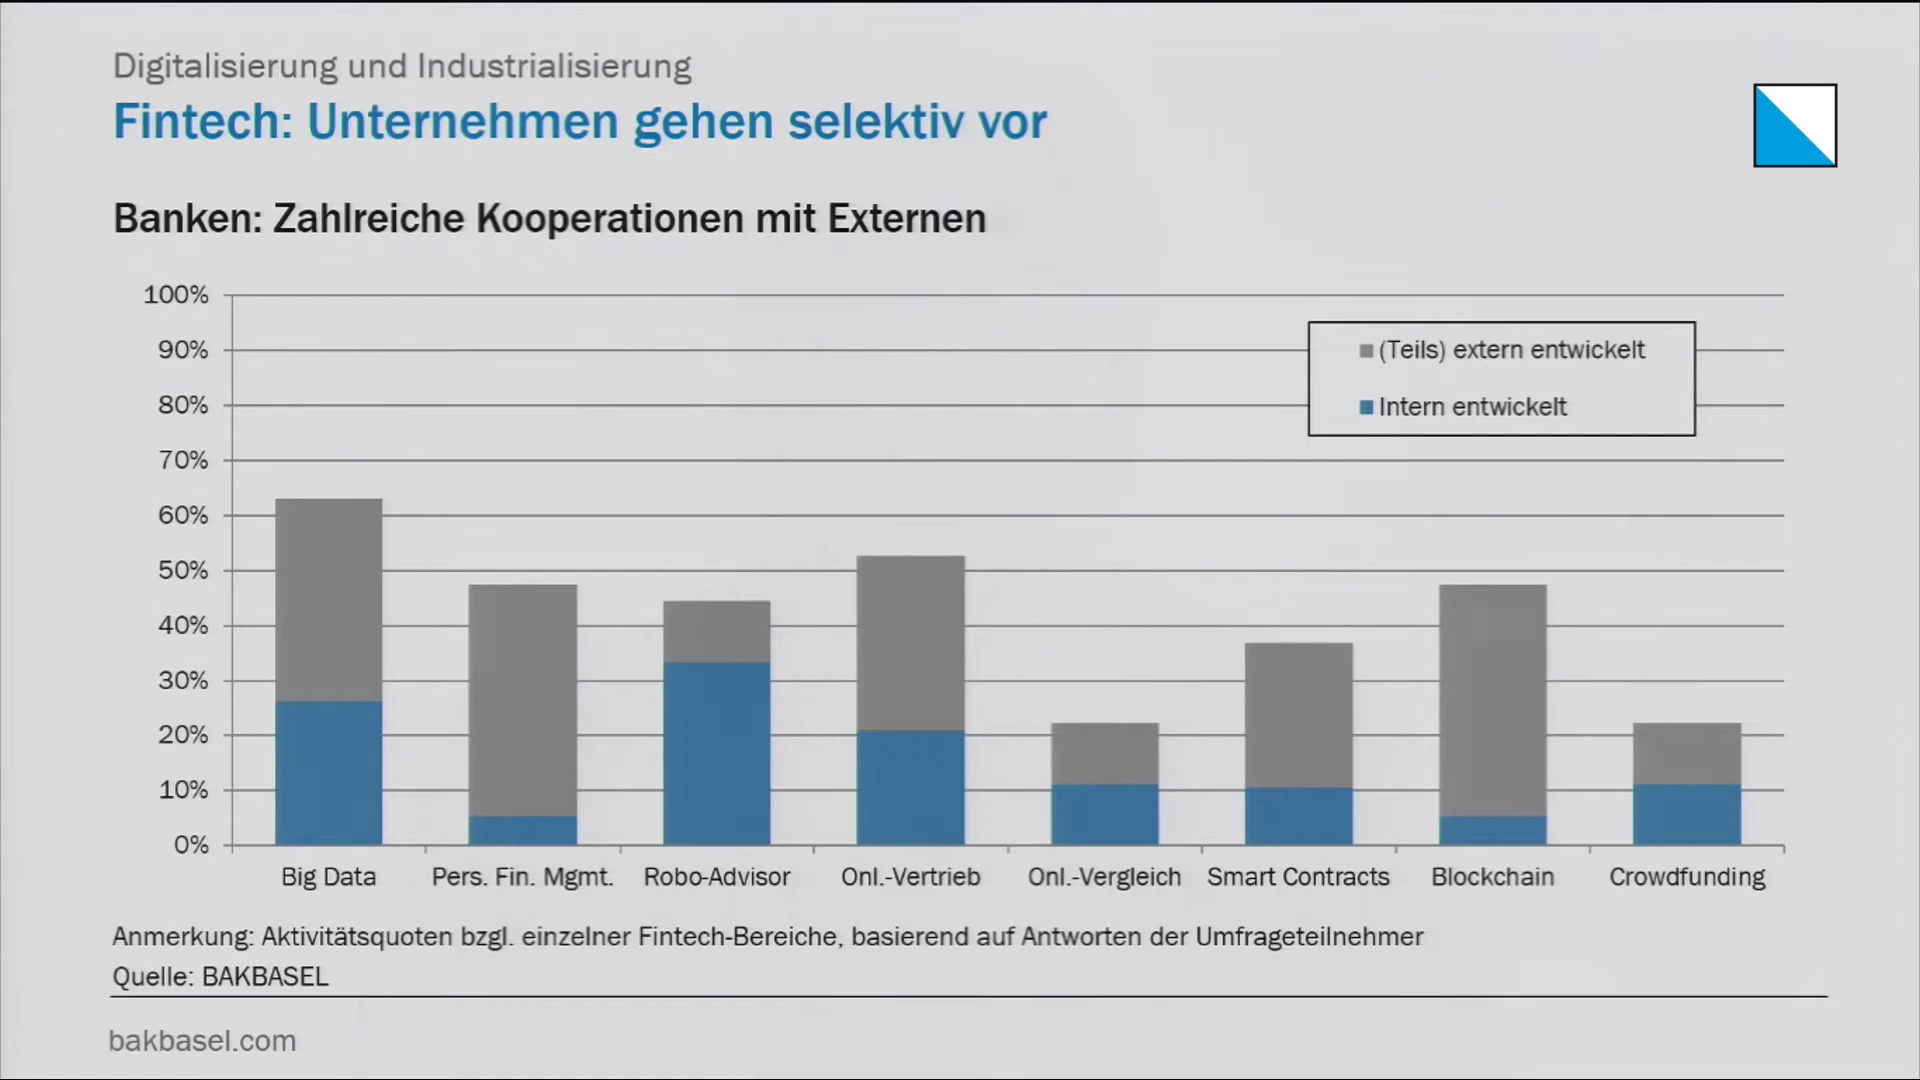 Digitalisierung und Industrialisierung
Fintech: Unternehmen gehen selektiv vor
Banken: Zahlreiche Kooperationen mit Externen
100%
90%
80%
70%
60%
50%
40%
30%
20%
10%
0%
(Teils) extern entwickelt
Intern entwickelt
Big Data
Pers. Fin. Mgmt.
Robo-Advisor
Onl.-Vertrieb
Onl.-Vergleich
Smart Contracts
Blockchain
Crowdfunding
Anmerkung: Aktivitätsquoten bzgl. einzelner Fintech-Bereiche, basierend auf Antworten der Umfrageteilnehmer
Quelle: BAKBASEL
bakbasel.com